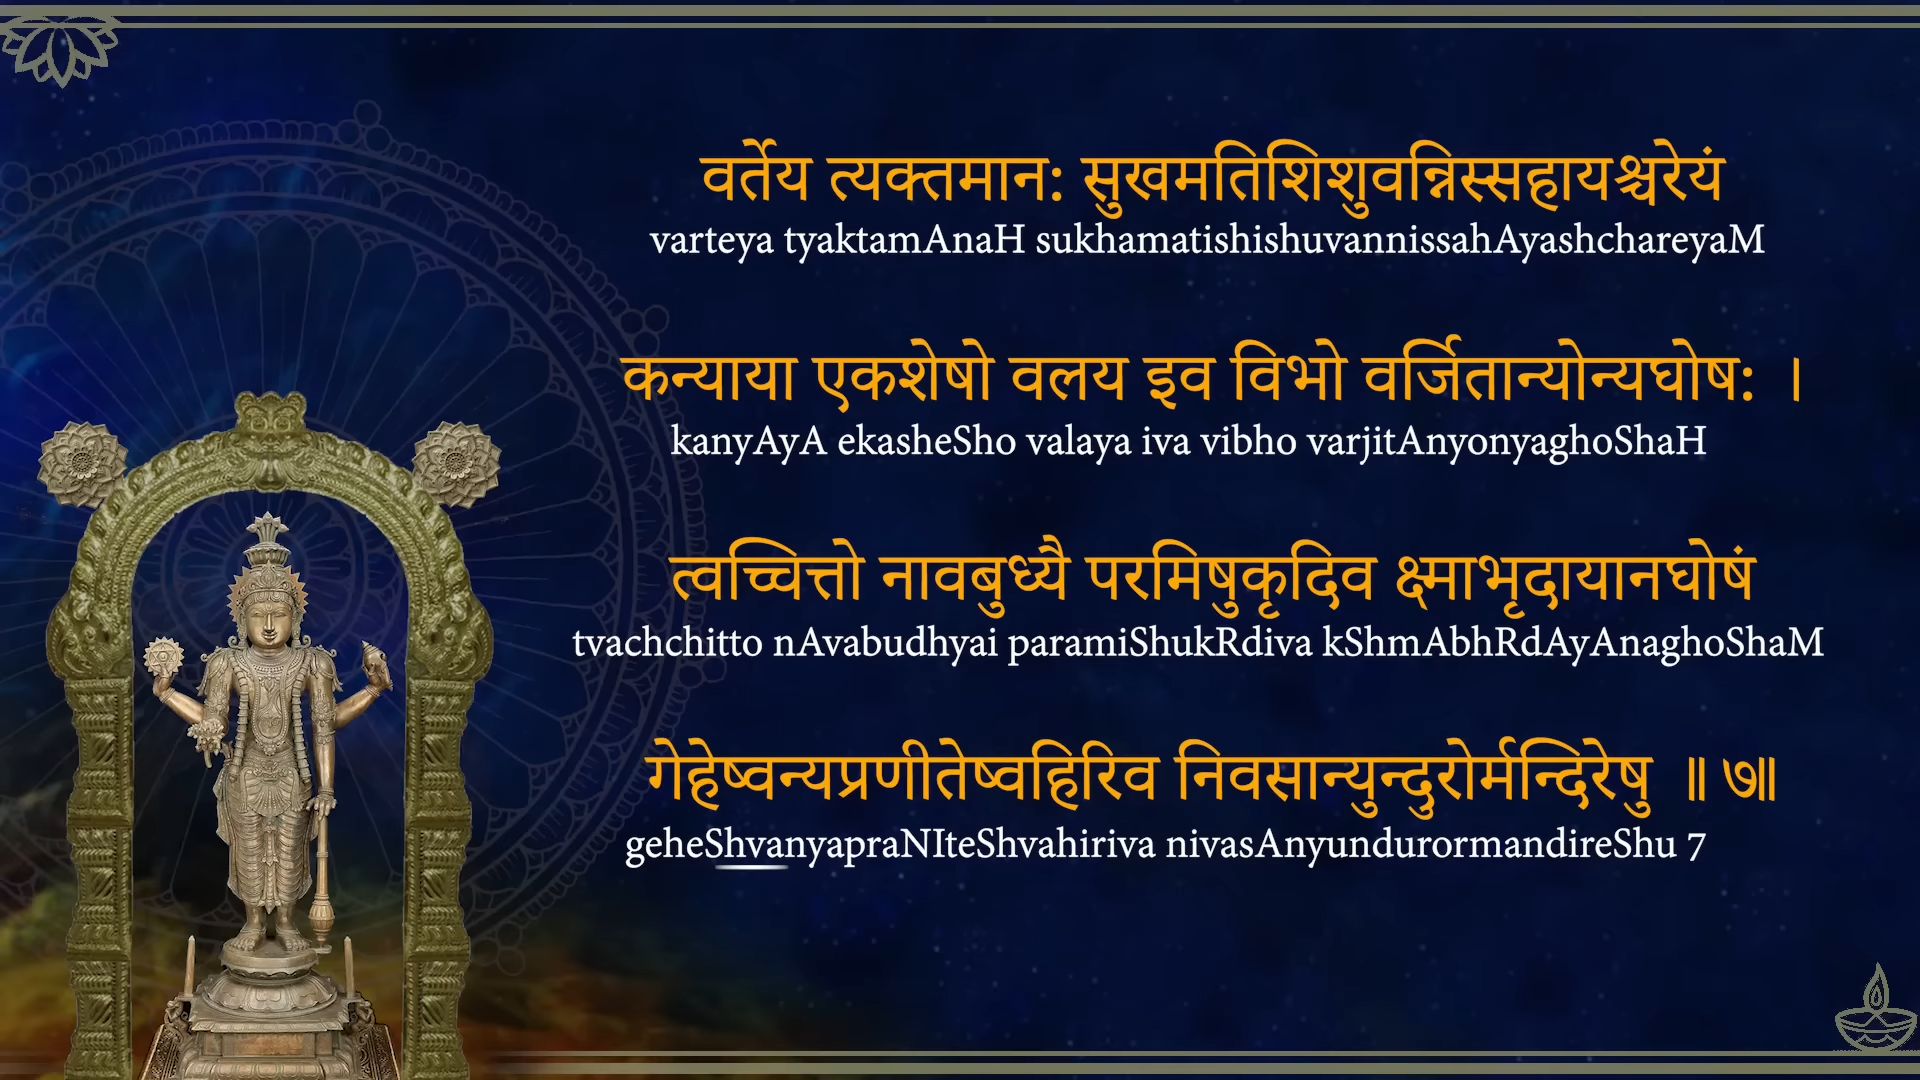 वर्तेय त्यक्तमान: सुखमतिशिशुवन्निस्सहायश्चरेयं
varteya tyaktamAnaH sukhamatishishuvannissahAyashchareyaM
कन्याया एकशेषो वलय इव विभो वर्जितान्योन्यघोष: ।
kanyAyA ekasheSho valaya iva vibho varjitAnyonyaghoShaH
त्वच्चित्तो नावबुध्यै परमिषुकृदिव क्ष्माभृदायानघोषं
tvachchitto nAvabudhyai paramiShukRdiva kShmAbhRdAyAnaghoShaM
गेहेष्वन्यप्रणीतेष्वहिरिव निवसान्युन्दुरोर्मन्दिरेषु ॥ ७॥
geheShvanyapraNIteShvahiriva nivasAnyundurormandireShu 7